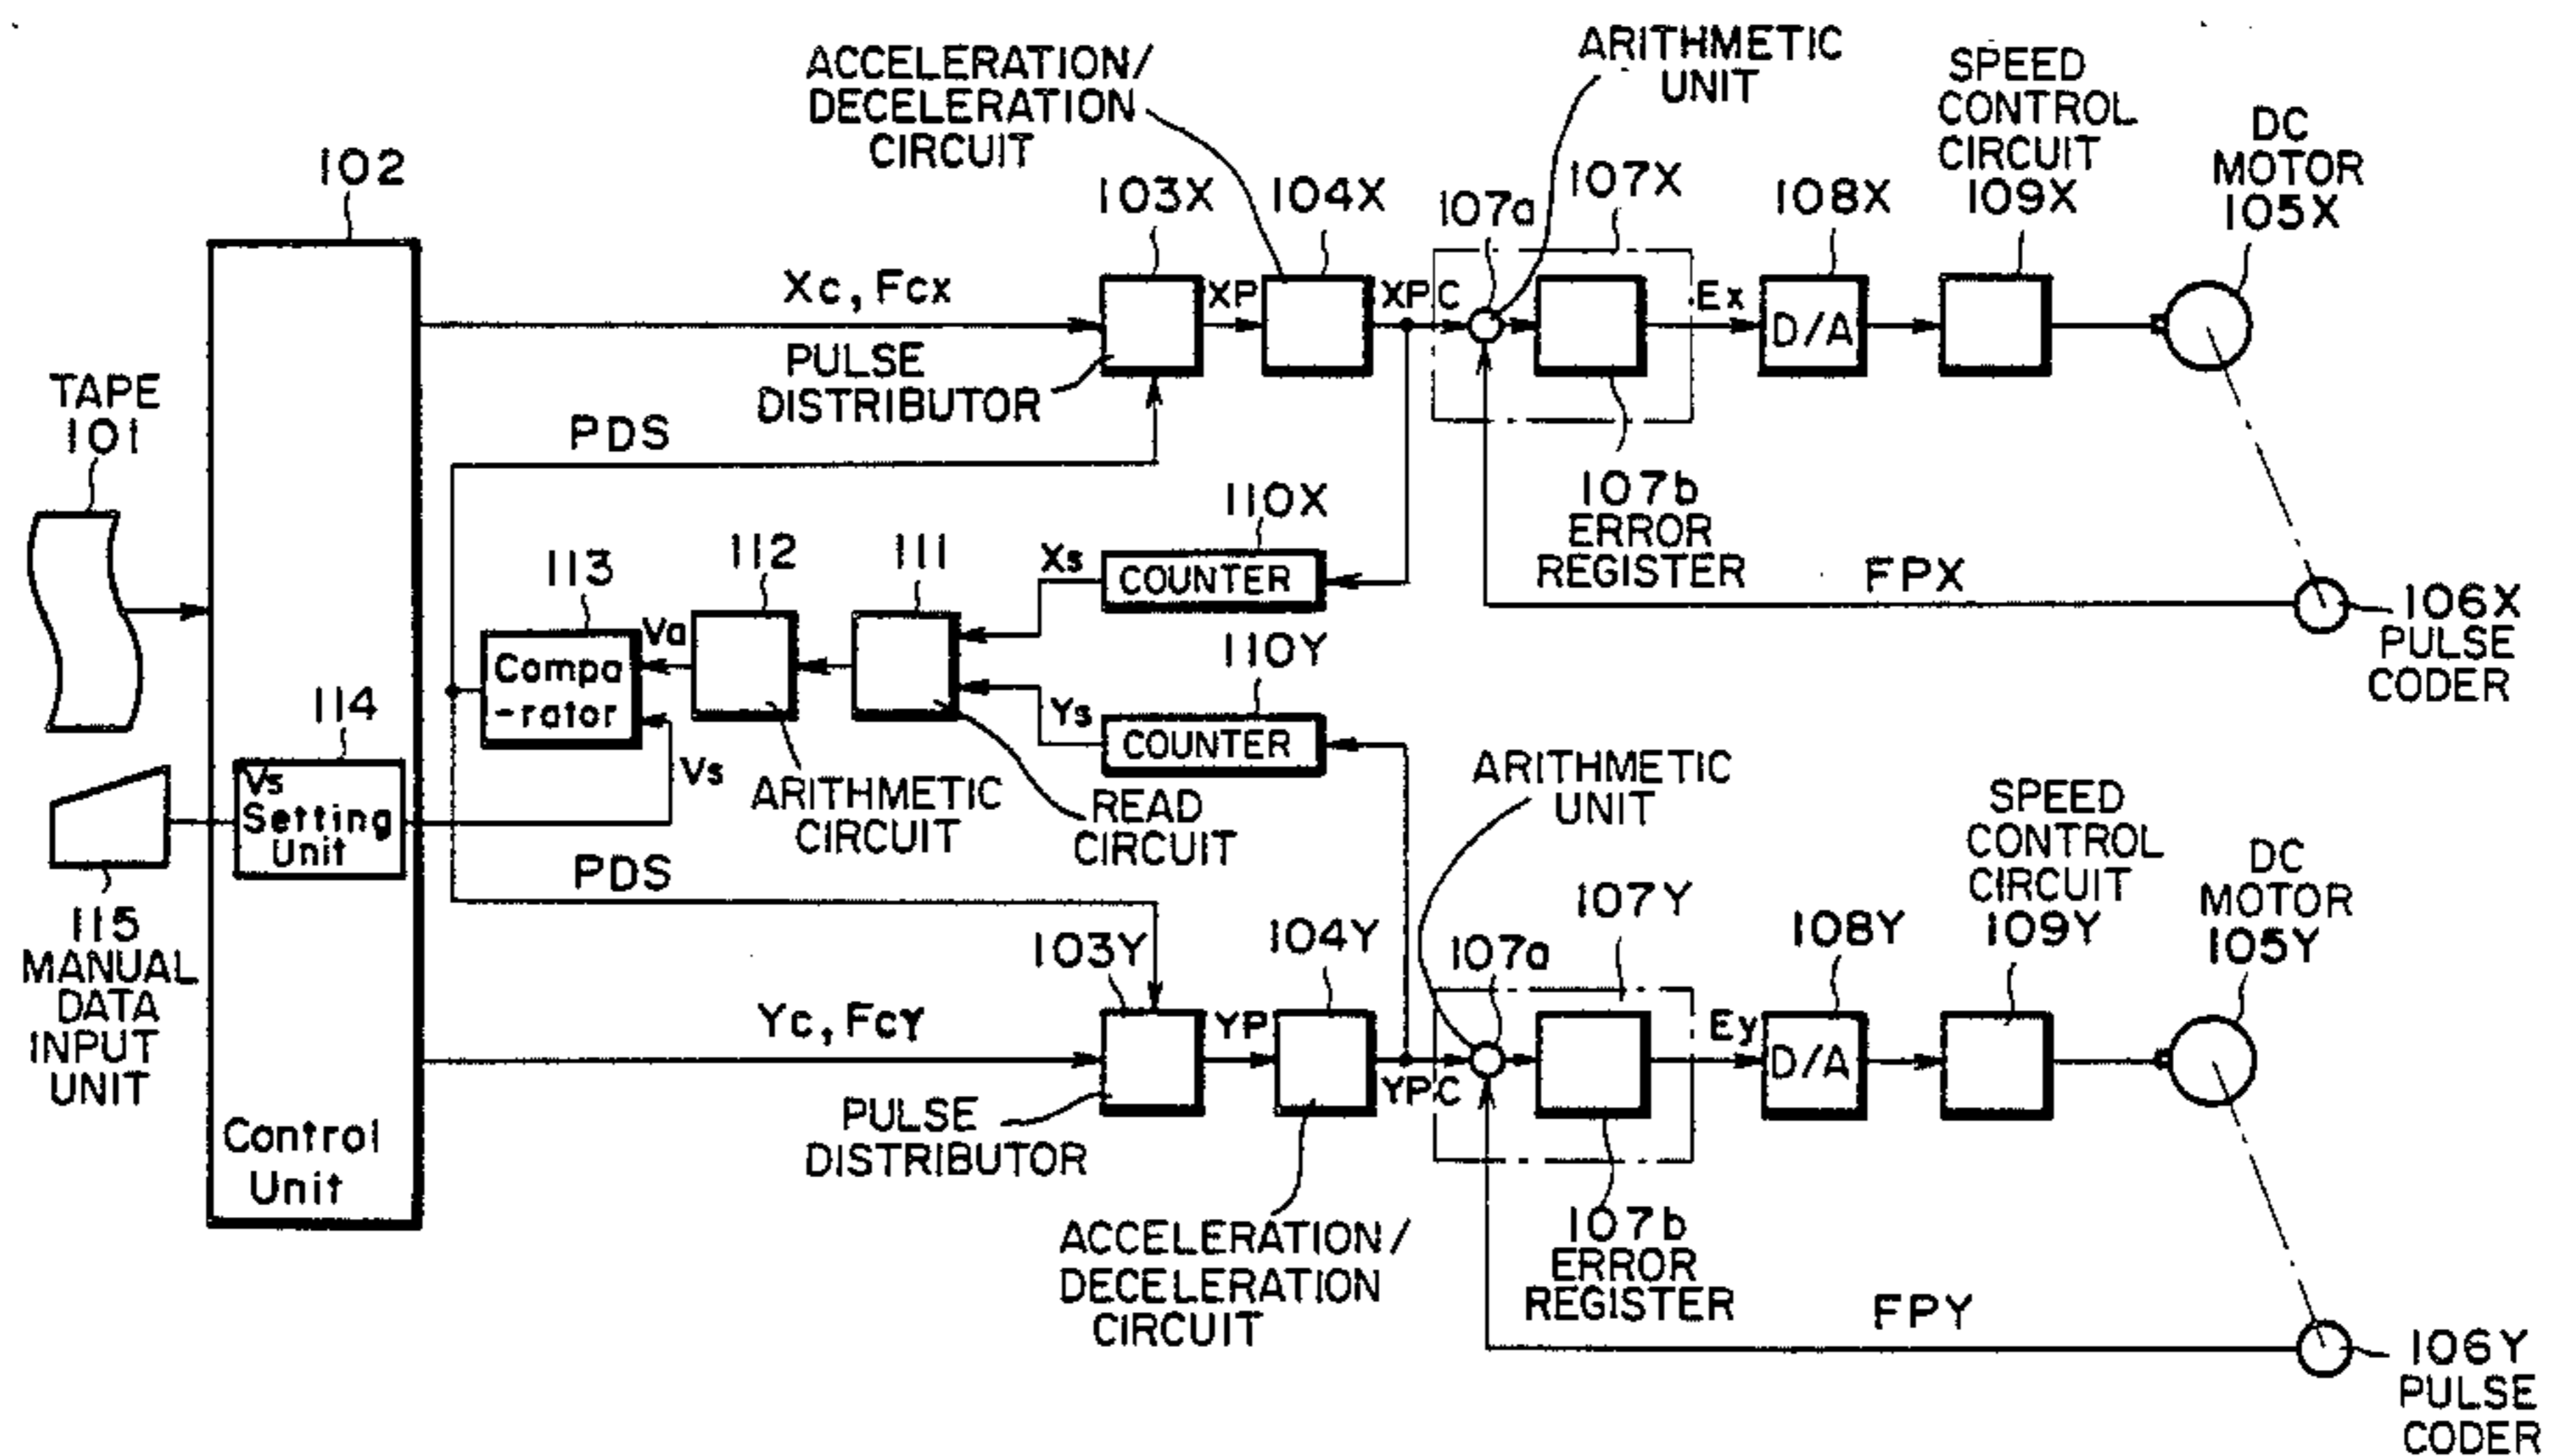 ACCELERATION/
DECELERATION
CIRCUIT
ARITHMETIC
UNIT
SPEED
CONTROL
CIRCUIT
109X
DC
MOTOR
105X
102
103X
104X
107a
107X
108X
Xc, Fcx
XP
XPC
Ex
D/A
PULSE
DISTRIBUTOR
TAPE
101
PDS
107b
ERROR
REGISTER
110X
COUNTER
Xs
FPX
106X
PULSE
CODER
113
112
111
Compa
-rator
Va
110Y
COUNTER
Ys
114
Vs
Setting
Unit
Vs
ARITHMETIC
CIRCUIT
READ
CIRCUIT
ARITHMETIC
UNIT
SPEED
CONTROL
CIRCUIT
109Y
DC
MOTOR
105Y
115
MANUAL
DATA
INPUT
UNIT
PDS
103Y
104Y
107a
107Y
108Y
Yc, FcY
YP
YPC
Ey
D/A
PULSE
DISTRIBUTOR
Control
Unit
ACCELERATION/
DECELERATION
CIRCUIT
107b
ERROR
REGISTER
FPY
106Y
PULSE
CODER